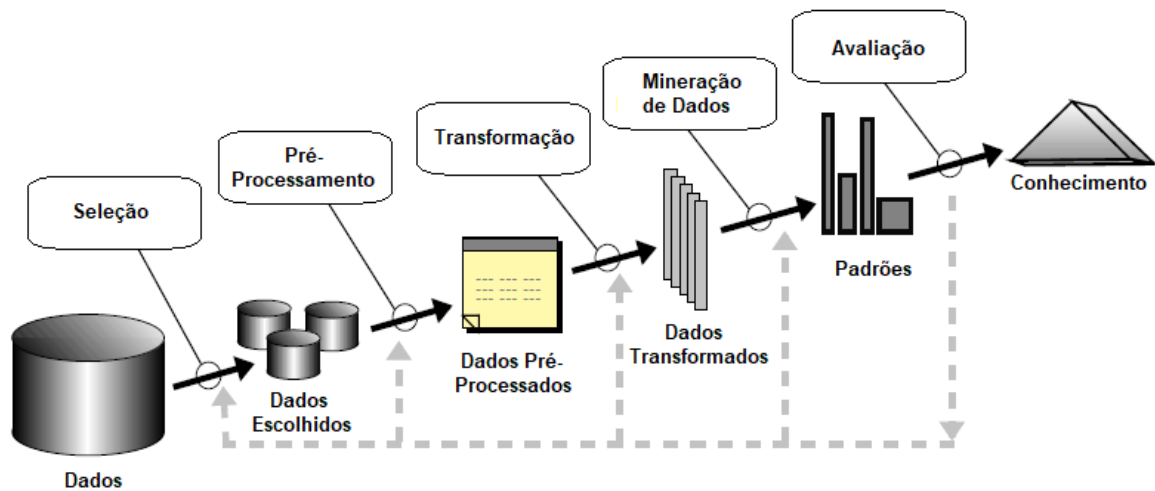 Avaliação
Mineração
de Dados
Transformação
Pré-
Processamento
Seleção
Conhecimento
Padrões
Dados
Transformados
Dados Pré-
Processados
Dados
Escolhidos
Dados